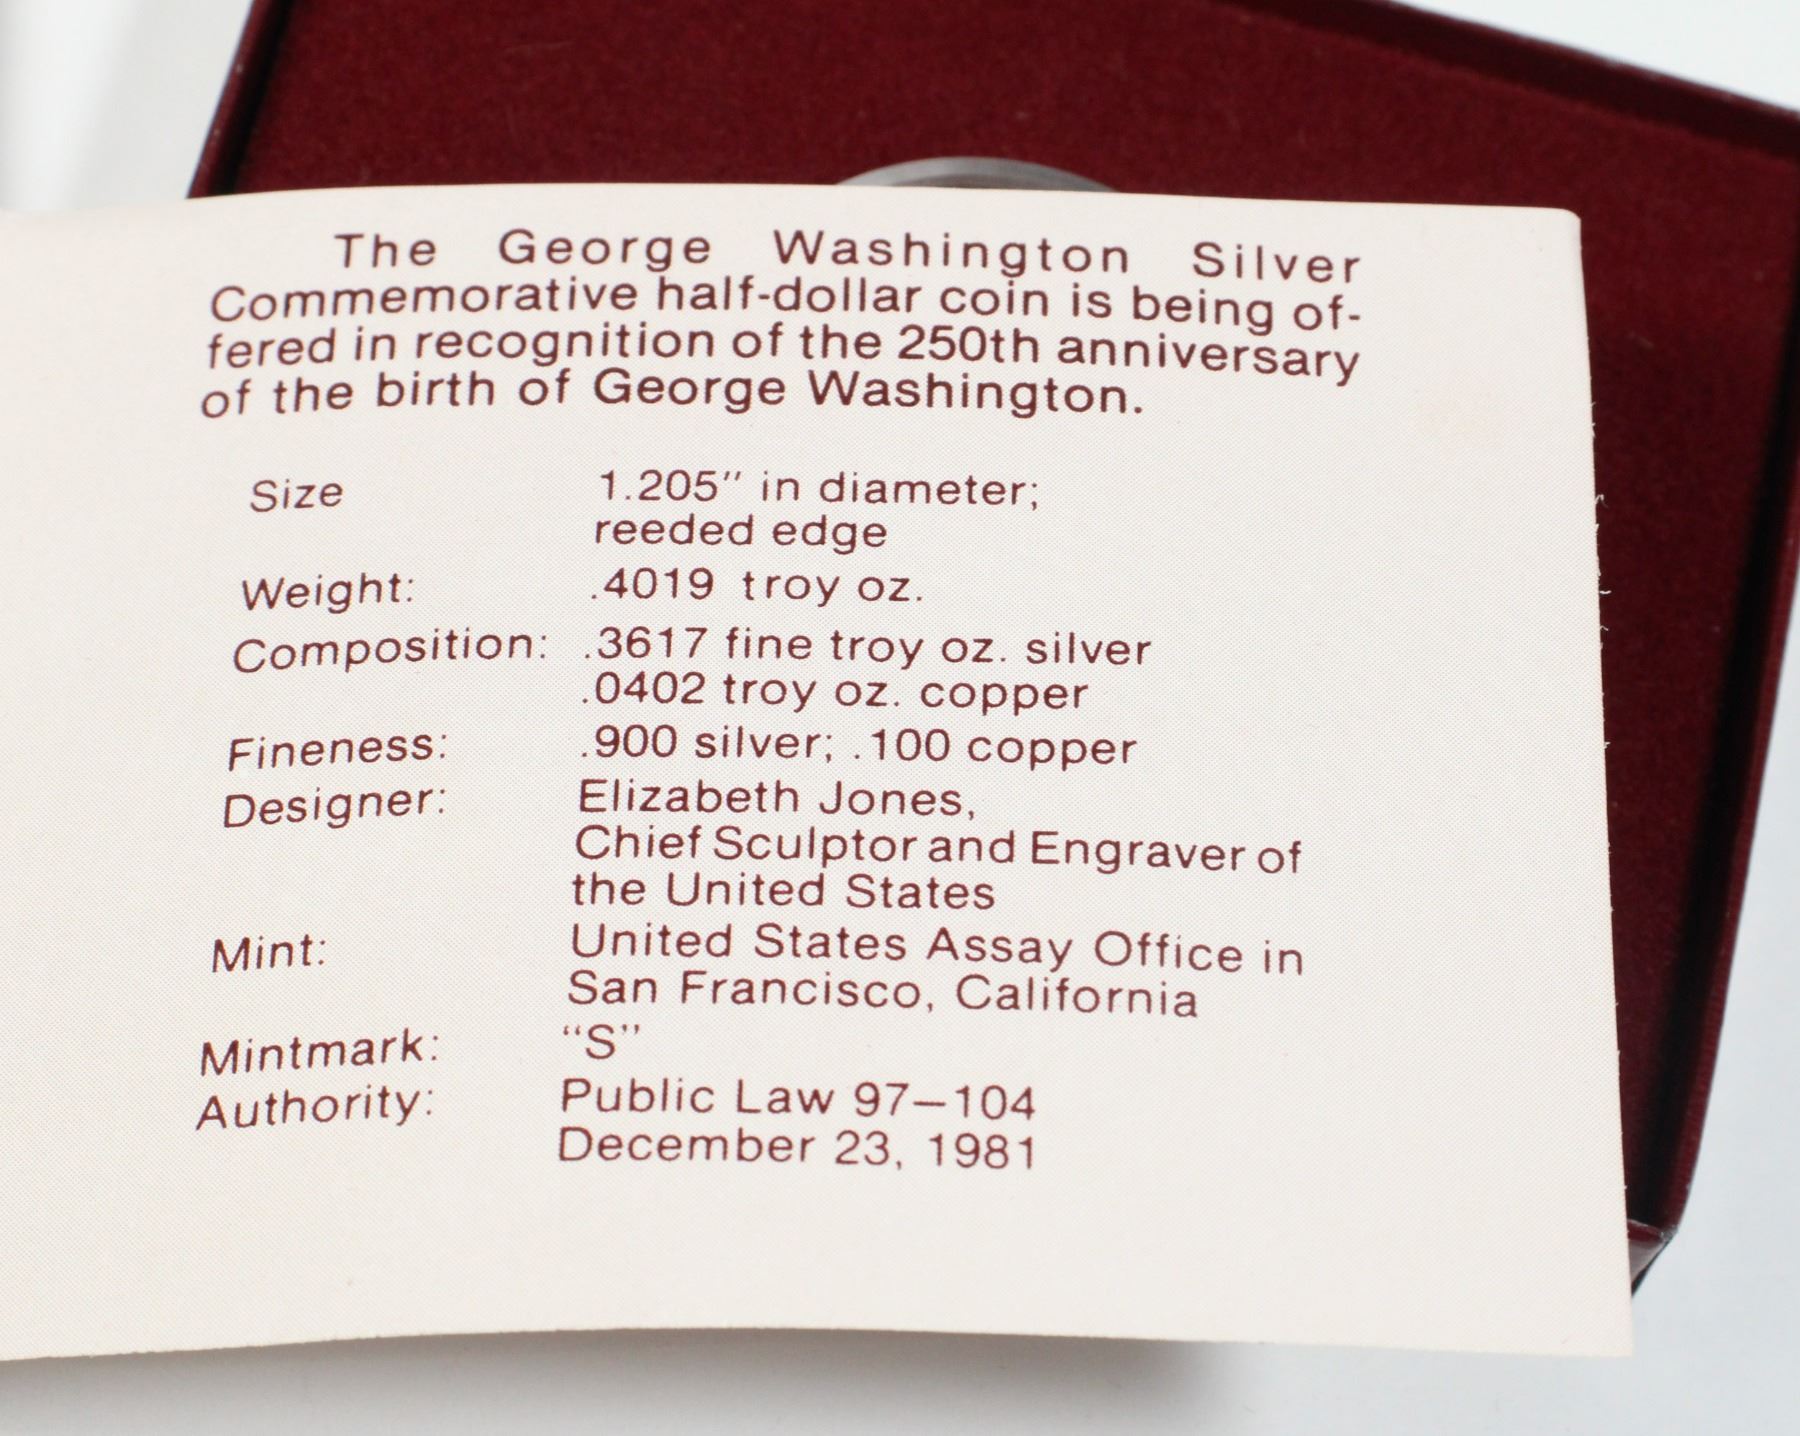 The George Washington Silver
Commemorative half-dollar coin is being of-
fered in recognition of the 250th anniversary
of the birth of George Washington.
Size 1.205" in diameter;
reeded edge
Weight: .4019 troy oz.
Composition: .3617 fine troy oz. silver
.0402 troy oz. copper
Fineness: .900 silver; .100 copper
Designer: Elizabeth Jones,
Chief Sculptor and Engraver of
the United States
Mint: United States Assay Office in
San Francisco, California
Mintmark: “S”
Authority: Public Law 97–104
December 23, 1981